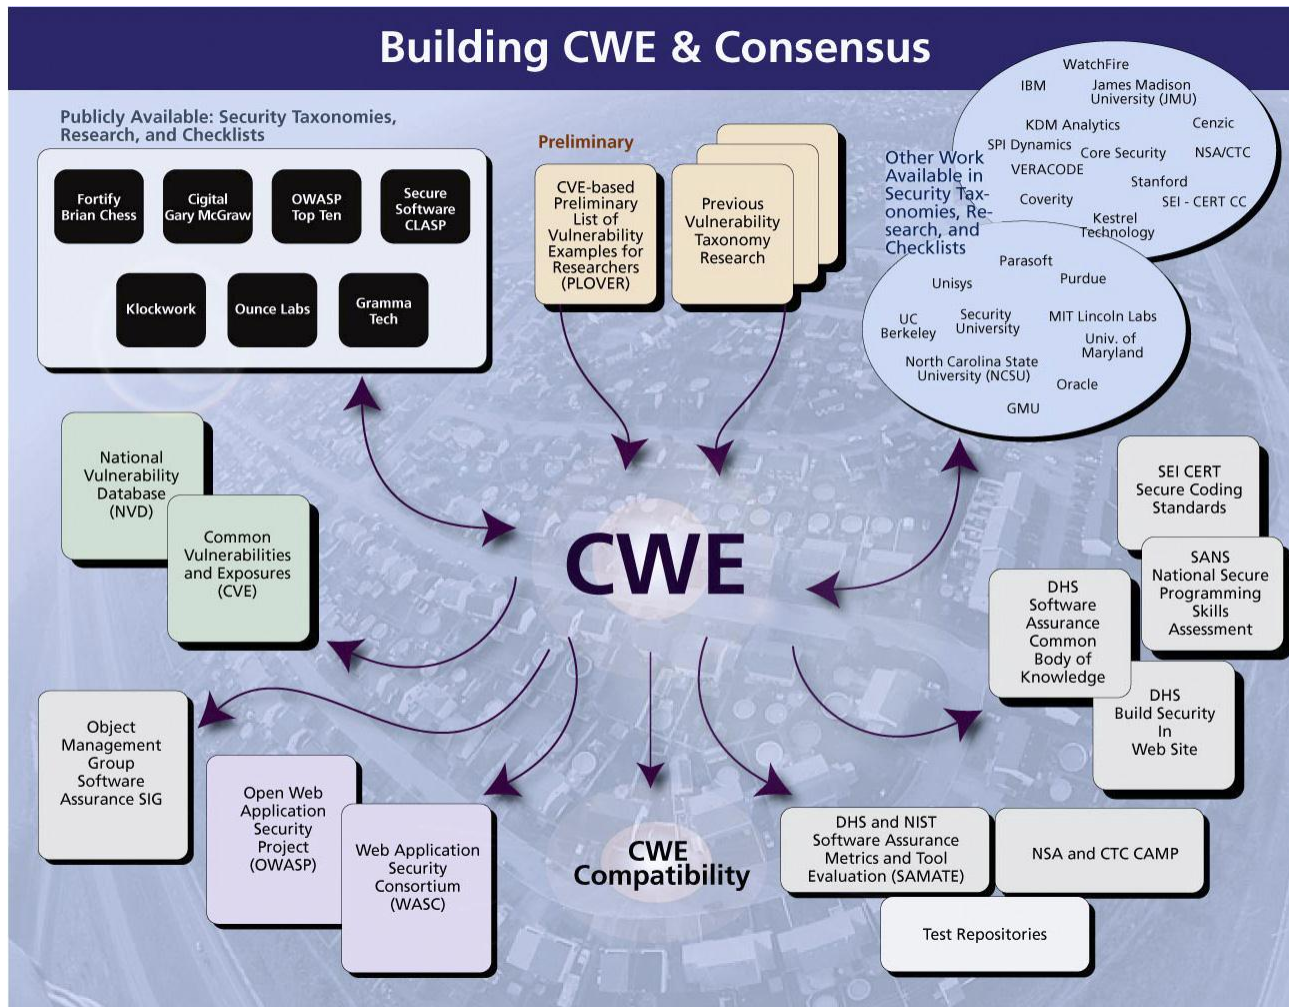 Building CWE & Consensus
Publicly Available: Security Taxonomies,
Research, and Checklists
Fortify
Brian Chess
Cigital
Gary McGraw
OWASP
Top Ten
Secure
Software
CLASP
Klockwork
Ounce Labs
Gramma
Tech
Preliminary
CVE-based
Preliminary
List of
Vulnerability
Examples for
Researchers
(PLOVER)
Previous
Vulnerability
Taxonomy
Research
Other Work
Available in
Security Tax-
onomies, Re-
search, and
Checklists
WatchFire
IBM
James Madison
University (JMU)
KDM Analytics
Cenzic
SPI Dynamics
Core Security
NSA/CTC
VERACODE
Stanford
Coverity
SEI - CERT CC
Kestrel
Technology
Parasoft
Unisys
Purdue
UC
Berkeley
Security
University
MIT Lincoln Labs
Univ. of
Maryland
North Carolina State
University (NCSU)
Oracle
GMU
National
Vulnerability
Database
(NVD)
Common
Vulnerabilities
and Exposures
(CVE)
CWE
SEI CERT
Secure Coding
Standards
SANS
National Secure
Programming
Skills
Assessment
DHS
Software
Assurance
Common
Body of
Knowledge
DHS
Build Security
In
Web Site
Object
Management
Group
Software
Assurance SIG
Open Web
Application
Security
Project
(OWASP)
Web Application
Security
Consortium
(WASC)
CWE
Compatibility
DHS and NIST
Software Assurance
Metrics and Tool
Evaluation (SAMATE)
NSA and CTC CAMP
Test Repositories